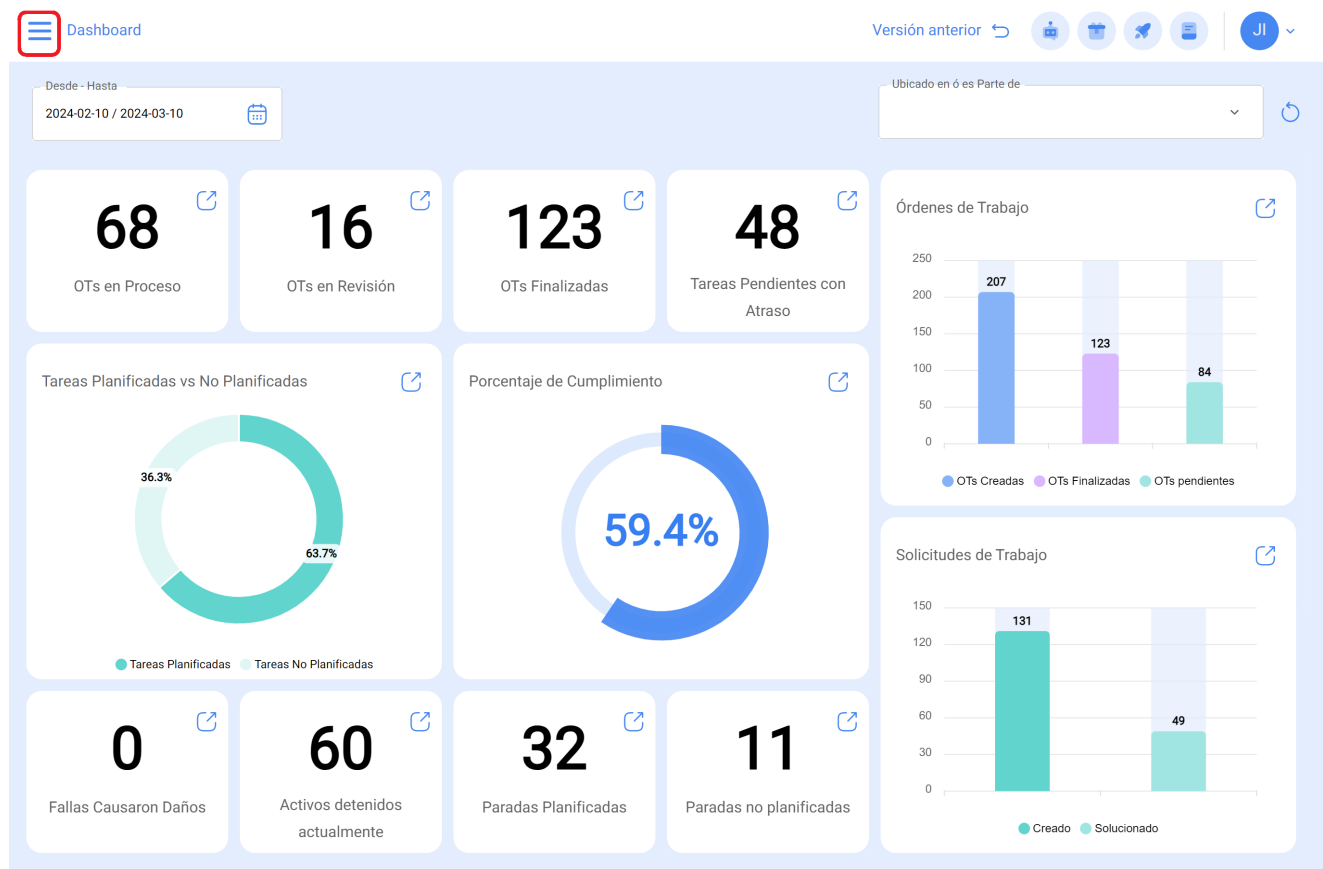 Dashboard
Versión anterior
JI
Desde - Hasta
2024-02-10 / 2024-03-10
Ubicado en ó es Parte de
68
OTs en Proceso
16
OTs en Revisión
123
OTs Finalizadas
48
Tareas Pendientes con
Atraso
Órdenes de Trabajo
250
200
150
100
50
0
207
123
84
OTs Creadas
OTs Finalizadas
OTs pendientes
Tareas Planificadas vs No Planificadas
36.3%
63.7%
Tareas Planificadas
Tareas No Planificadas
Porcentaje de Cumplimiento
59.4%
Solicitudes de Trabajo
150
120
90
60
30
0
131
49
Creado
Solucionado
0
Fallas Causaron Daños
60
Activos detenidos
actualmente
32
Paradas Planificadas
11
Paradas no planificadas